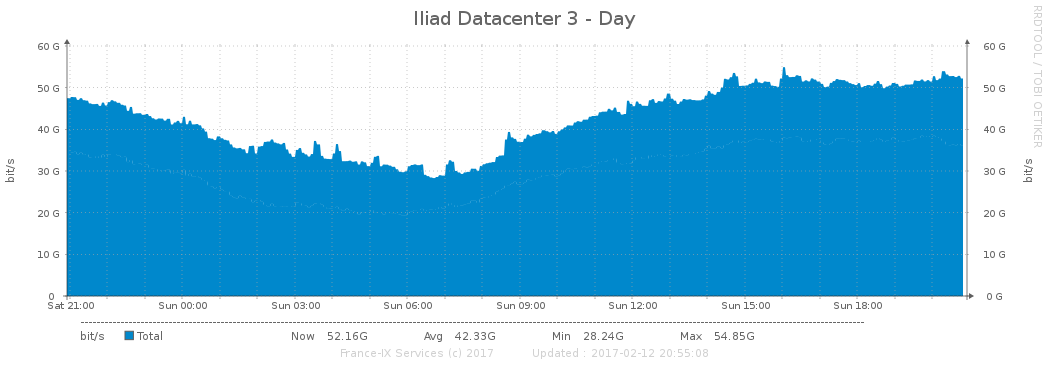 Iliad Datacenter 3 - Day
RRDTOOL / TOBI OETIKER
60 G 60 G
50 G 50 G
40 G 40 G
30 G 30 G
20 G 20 G
10 G 10 G
0 0 G
bit/s bit/s
Sat 21:00 Sun 00:00 Sun 03:00 Sun 06:00 Sun 09:00 Sun 12:00 Sun 15:00 Sun 18:00
bit/s Total Now 52.16G Avg 42.33G Min 28.24G Max 54.85G
France-IX Services (c) 2017 Updated : 2017-02-12 20:55:08